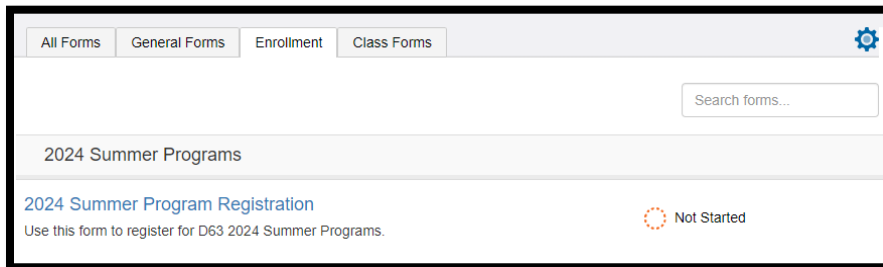 All Forms General Forms Enrollment Class Forms
Search forms...
2024 Summer Programs
2024 Summer Program Registration
Not Started
Use this form to register for D63 2024 Summer Programs.